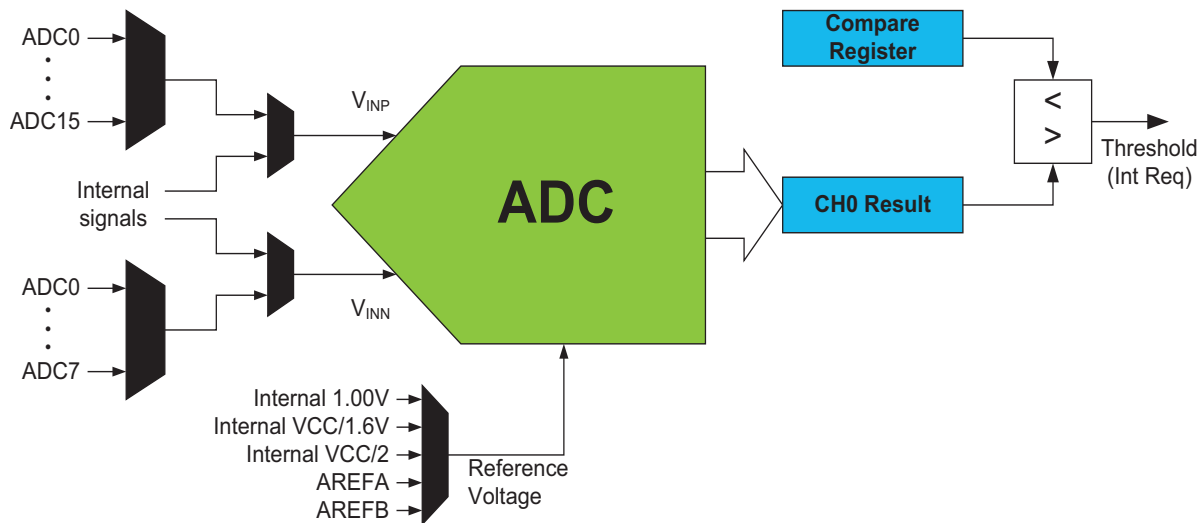 ADC0
ADC15
Internal
signals
ADC0
ADC7
VINP
VINN
ADC
Internal 1.00V
Internal VCC/1.6V
Internal VCC/2
AREFA
AREFB
Reference
Voltage
Compare
Register
CH0 Result
<
>
Threshold
(Int Req)